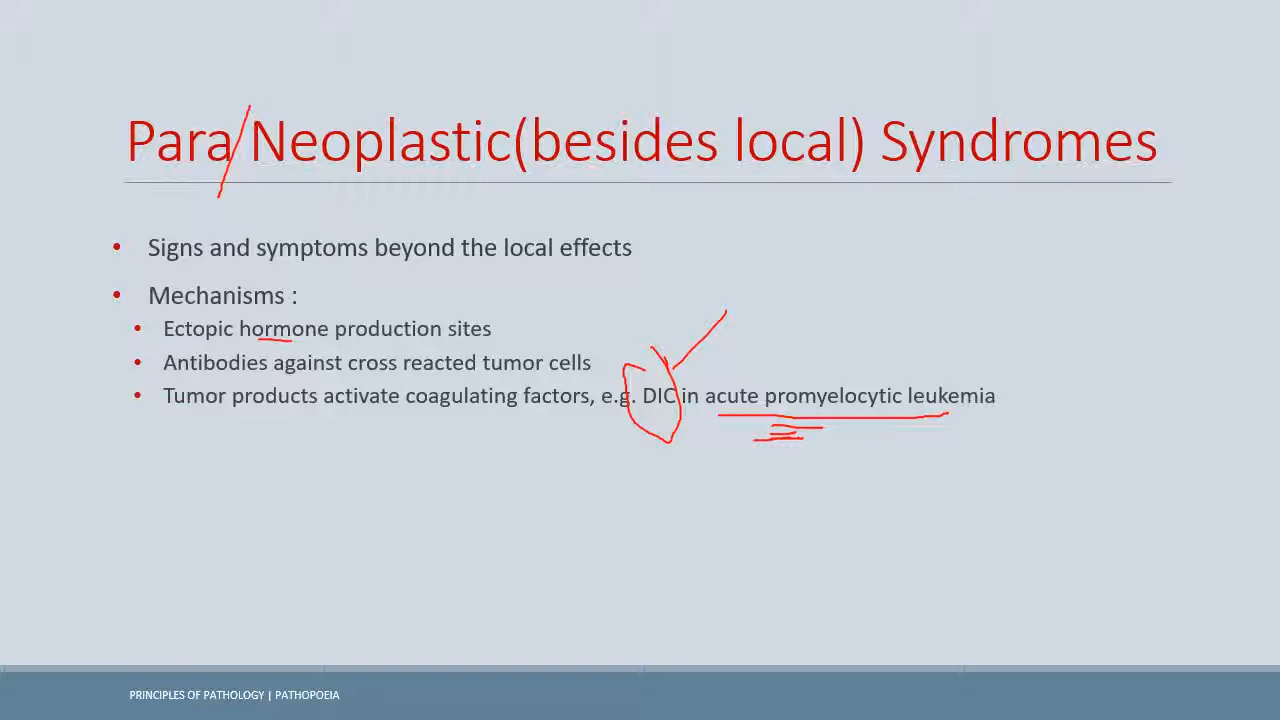 Para Neoplastic(besides local) Syndromes
• Signs and symptoms beyond the local effects
• Mechanisms :
• Ectopic hormone production sites
• Antibodies against cross reacted tumor cells
• Tumor products activate coagulating factors, e.g. DIC in acute promyelocytic leukemia
PRINCIPLES OF PATHOLOGY | PATHOPOEIA